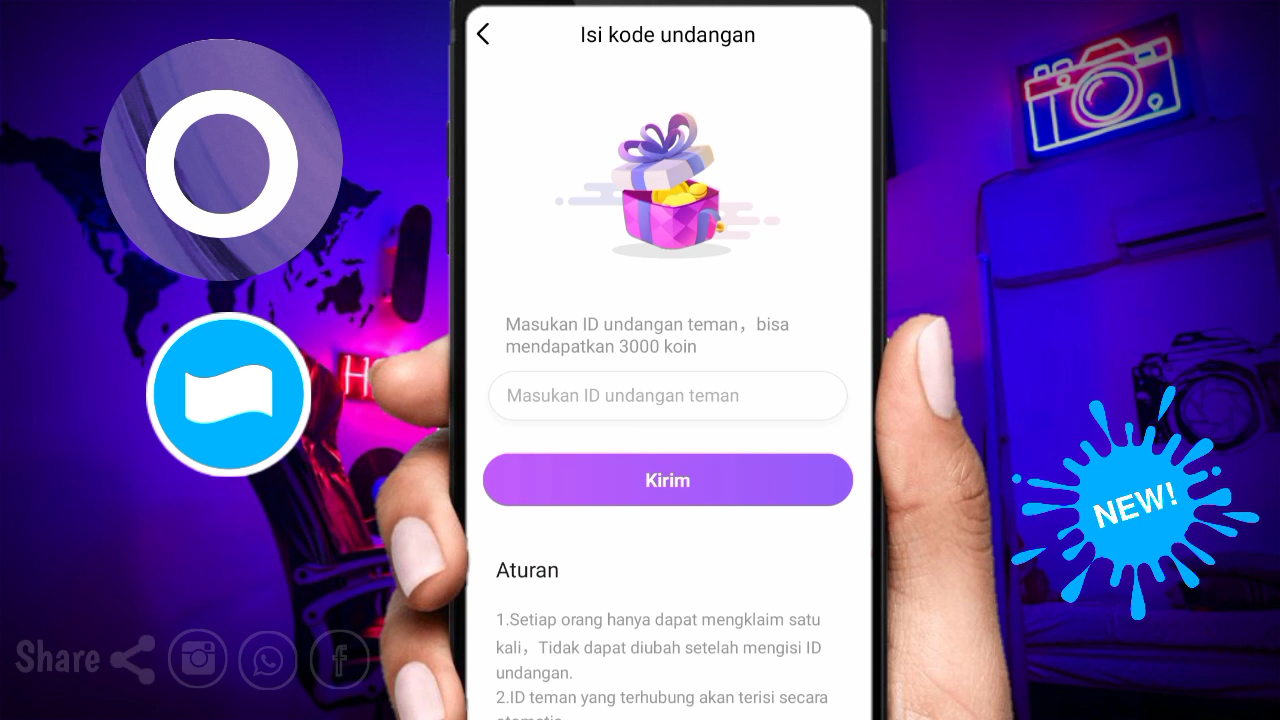 Isi kode undangan
Masukan ID undangan teman，bisa
mendapatkan 3000 koin
Masukan ID undangan teman
Kirim
H
NEW!
Aturan
1.Setiap orang hanya dapat mengklaim satu
kali，Tidak dapat diubah setelah mengisi ID
undangan.
2.ID teman yang terhubung akan terisi secara
Share